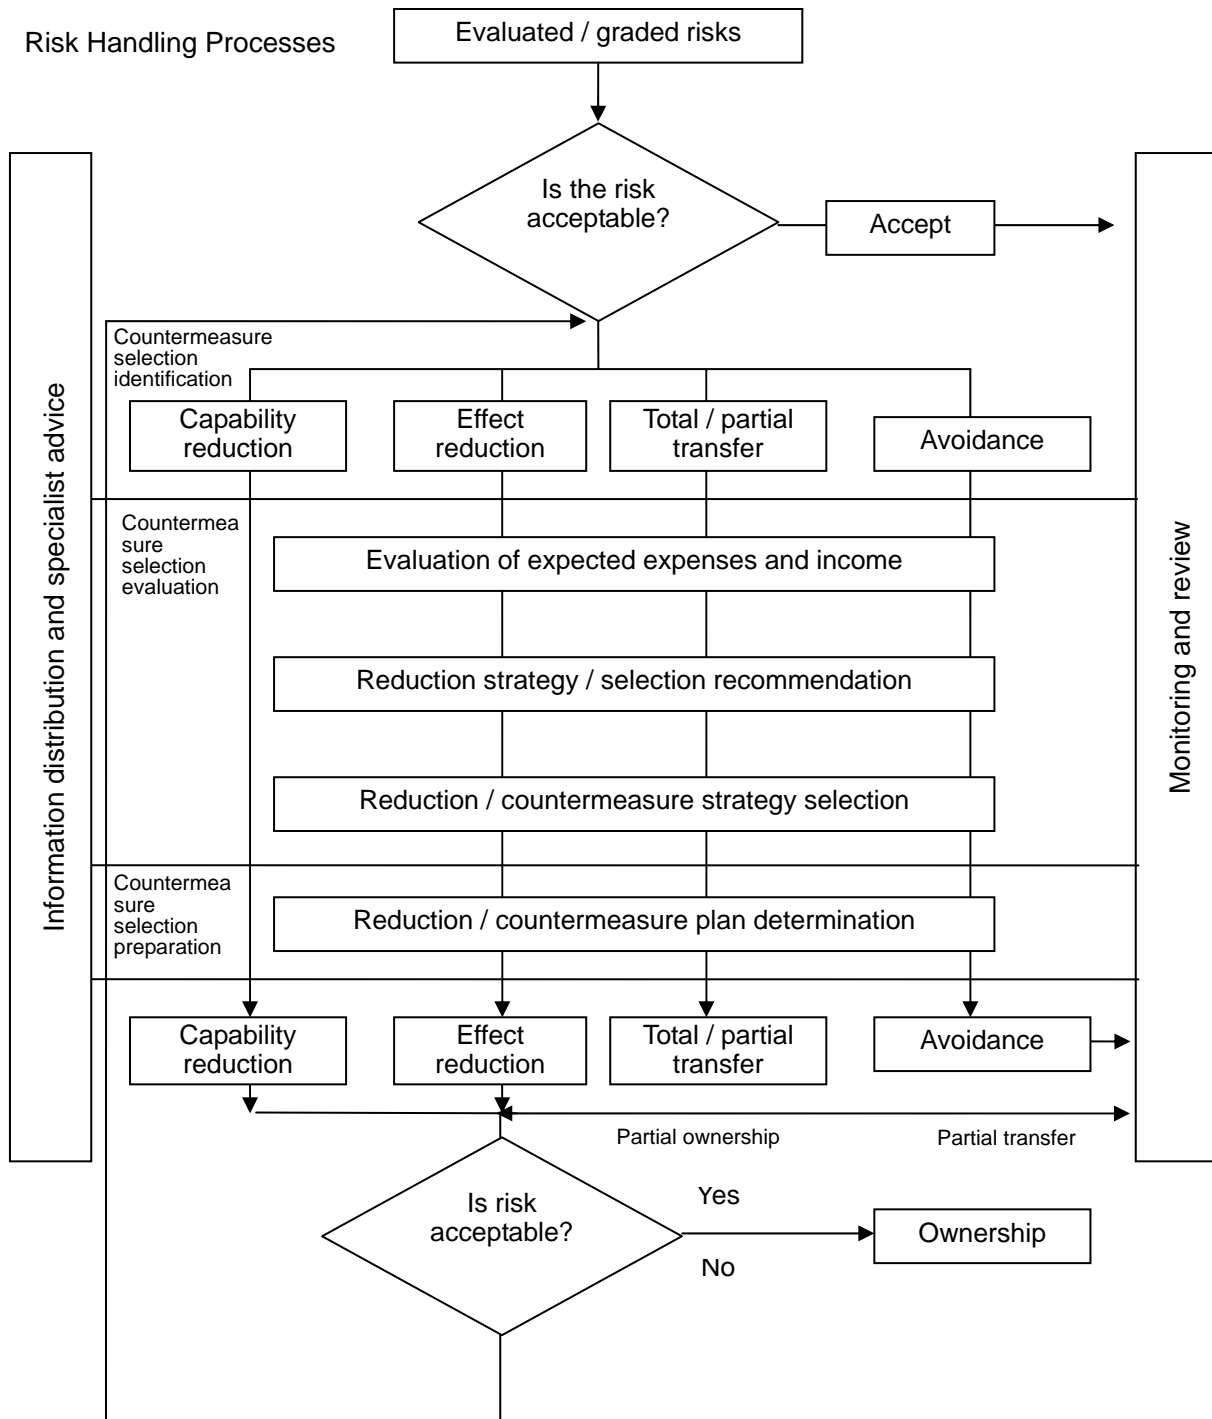 Risk Handling Processes
Evaluated / graded risks
Is the risk
acceptable?
Accept
Countermeasure
selection
identification
Capability
reduction
Effect
reduction
Total / partial
transfer
Avoidance
Information distribution and specialist advice
Monitoring and review
Countermea
sure
selection
evaluation
Evaluation of expected expenses and income
Reduction strategy / selection recommendation
Reduction / countermeasure strategy selection
Countermea
sure
selection
preparation
Reduction / countermeasure plan determination
Capability
reduction
Effect
reduction
Total / partial
transfer
Avoidance
Partial ownership
Partial transfer
Is risk
acceptable?
Yes
No
Ownership